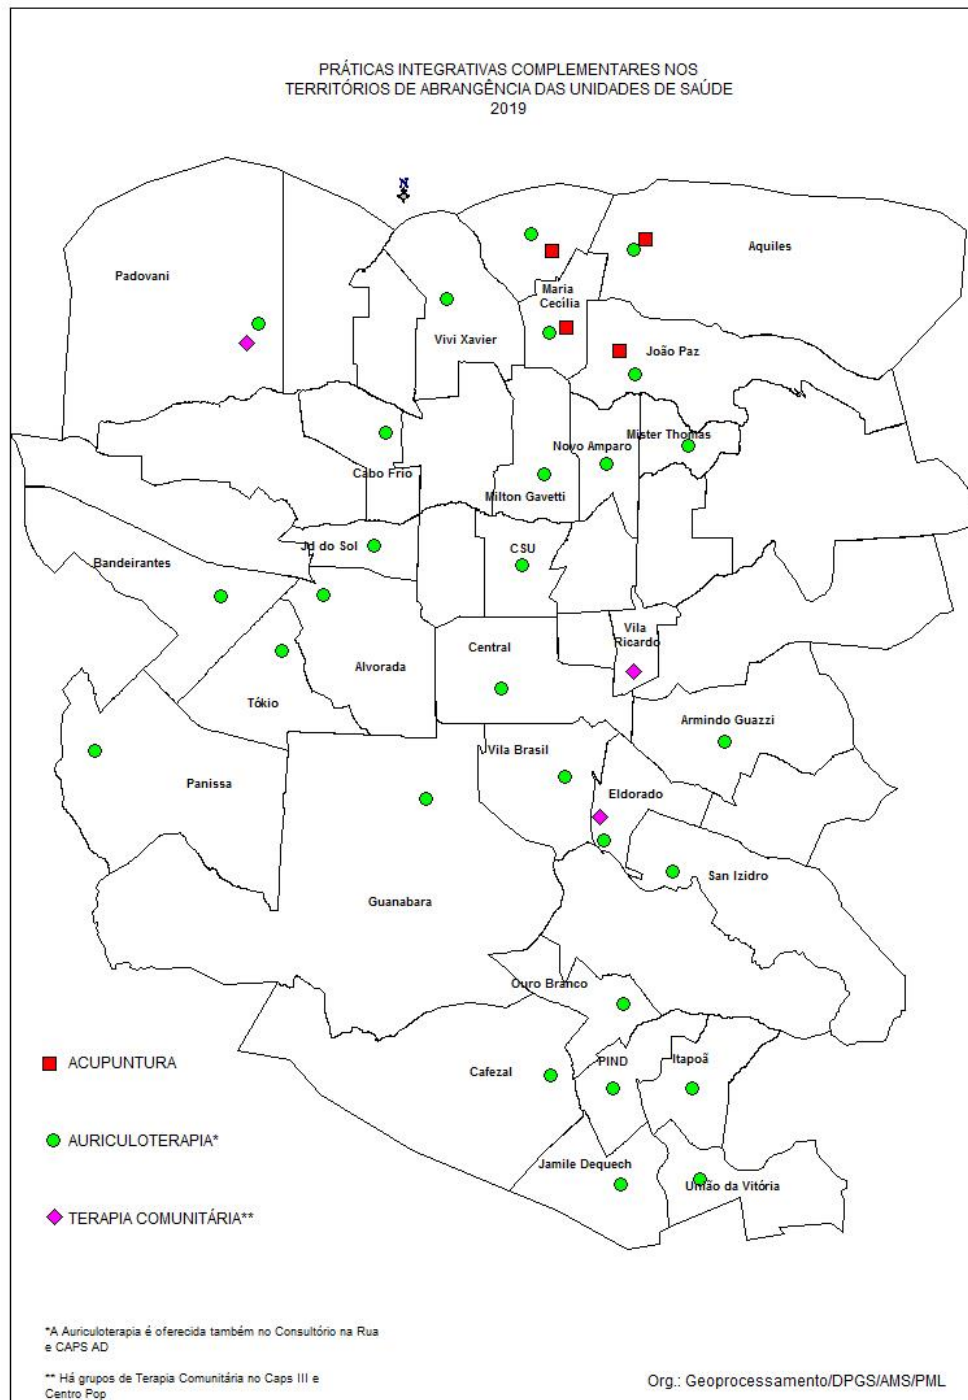 PRÁTICAS INTEGRATIVAS COMPLEMENTARES NOS
TERRITÓRIOS DE ABRANGÊNCIA DAS UNIDADES DE SAÚDE
2019
N
Aquiles
Padovani
Maria
Cecília
Vivi Xavier
João Paz
Mister Thomas
Novo Amparo
Cabo Frio
Milton Gavetti
Jd do Sol
CSU
Bandeirantes
Vila
Ricardo
Central
Alvorada
Tókio
Armindo Guazzi
Vila Brasil
Panissa
Eldorado
San Izidro
Guanabara
Ouro Branco
PIND
Itapoã
Cafezal
Jamile Dequech
União da Vitória
ACUPUNTURA
AURICULOTERAPIA*
TERAPIA COMUNITÁRIA**
*A Auriculoterapia é oferecida também no Consultório na Rua
e CAPS AD
** Há grupos de Terapia Comunitária no Caps III e
Centro Pop
Org.: Geoprocessamento/DPGS/AMS/PML